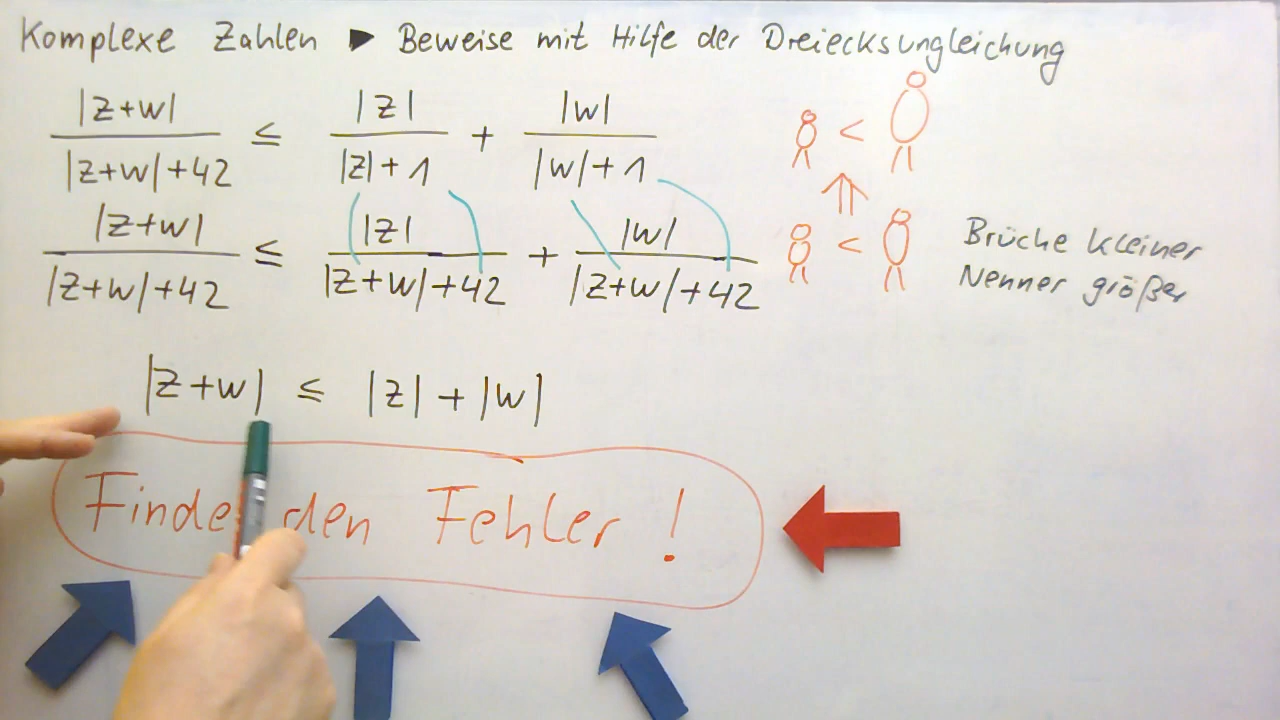 Komplexe Zahlen ▶ Beweise mit Hilfe der Dreiecksungleichung
|z+w| / (|z+w|+42) ≤ |z| / (|z|+1) + |w| / (|w|+1)
<
⇑
|z+w| / (|z+w|+42) ≤ |z| / (|z+w|+42) + |w| / (|z+w|+42)
<
Brüche kleiner
Nenner größer
|z+w| ≤ |z| + |w|
Finde den Fehler!